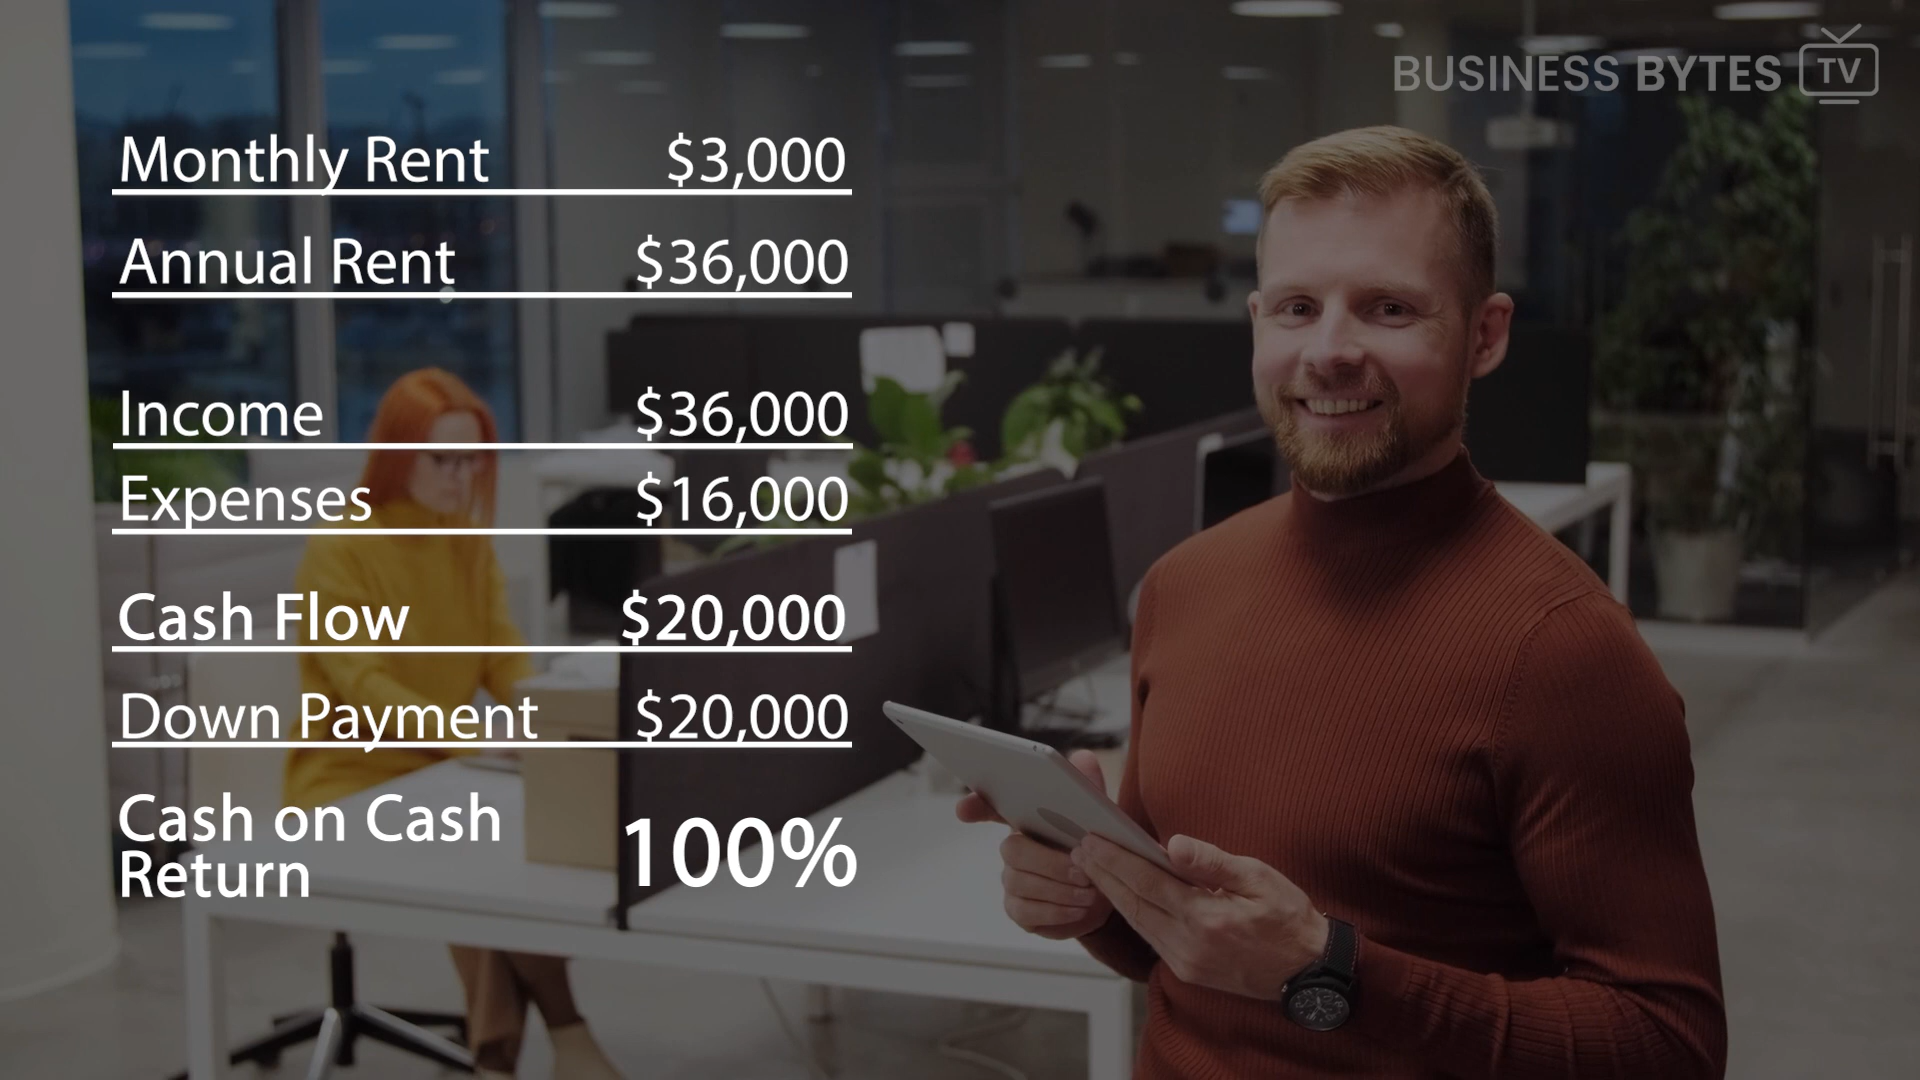 BUSINESS BYTES TV
Monthly Rent $3,000
Annual Rent $36,000
Income $36,000
Expenses $16,000
Cash Flow $20,000
Down Payment $20,000
Cash on Cash
Return
100%